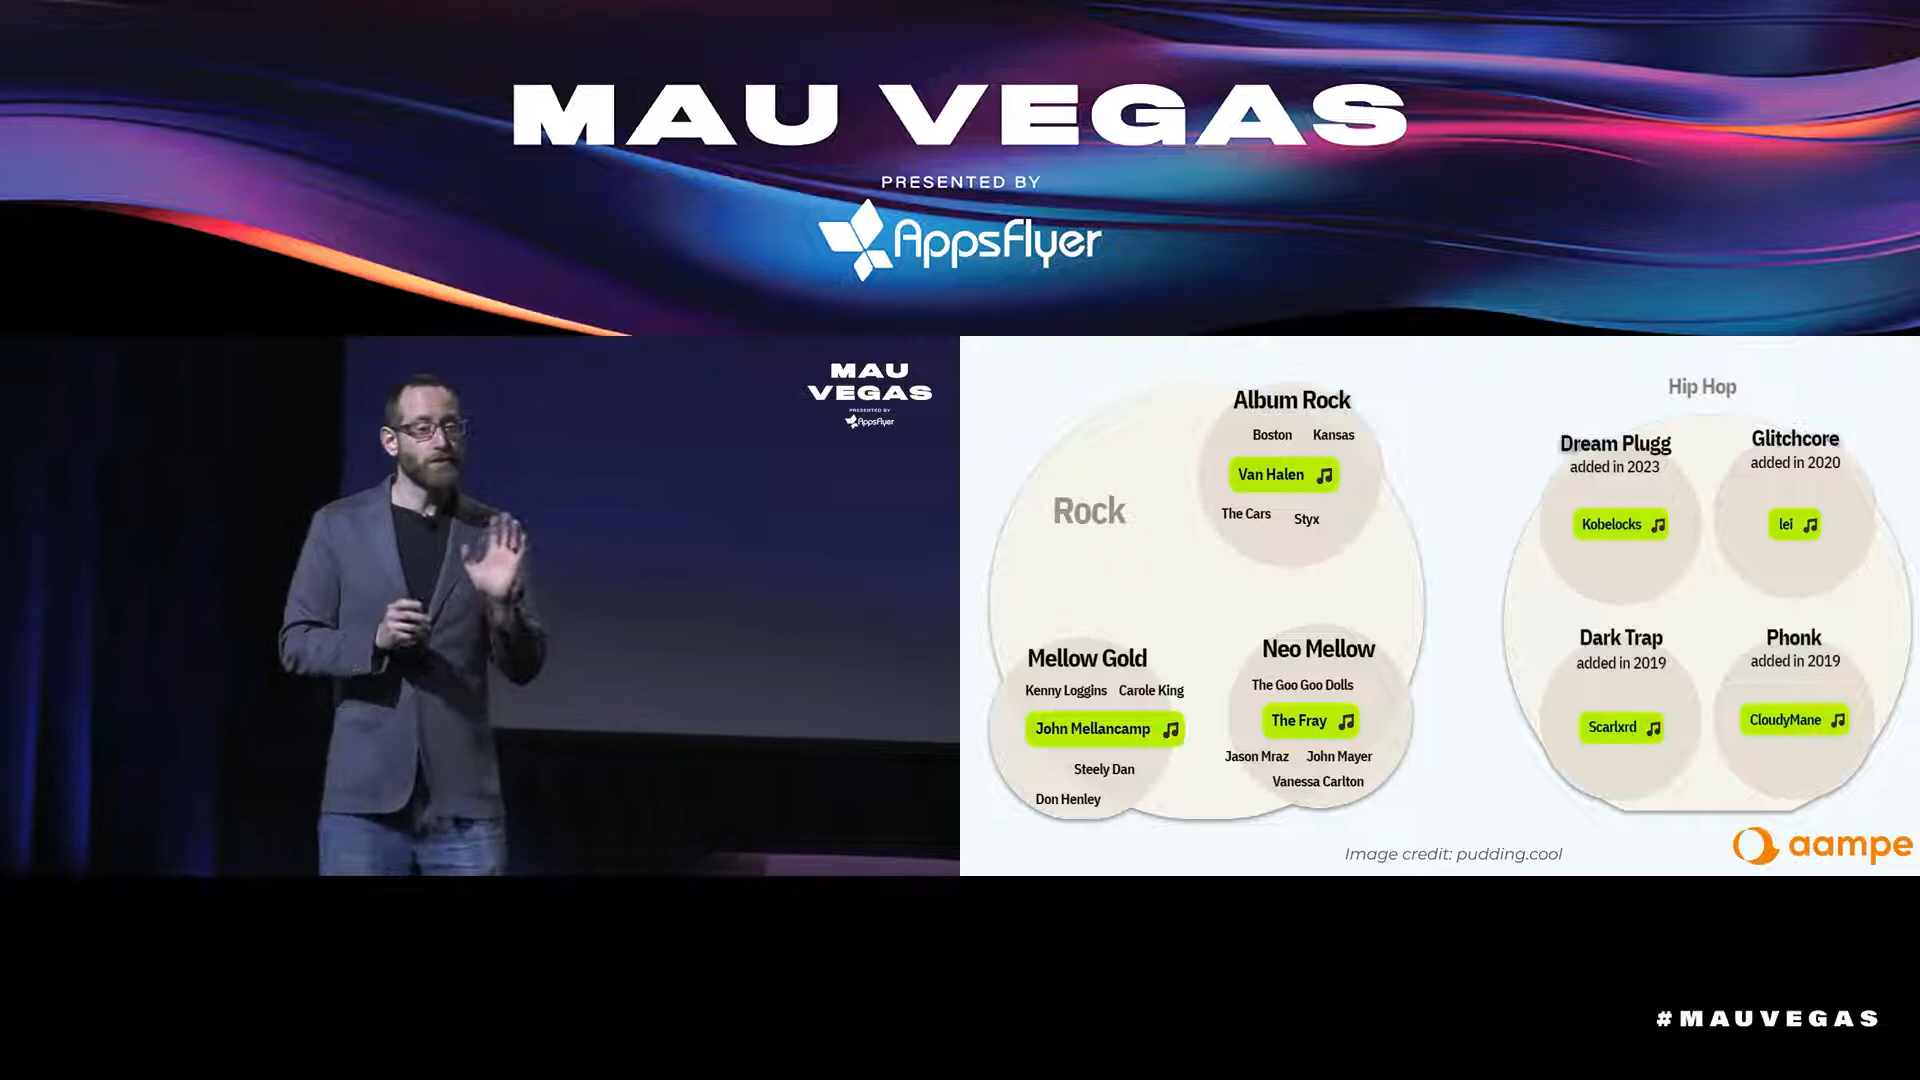 MAU VEGAS
PRESENTED BY
AppsFlyer
MAU
VEGAS
PRESENTED BY
AppsFlyer
Rock
Album Rock
Boston Kansas
Van Halen
The Cars Styx
Mellow Gold
Kenny Loggins Carole King
John Mellancamp
Steely Dan
Don Henley
Neo Mellow
The Goo Goo Dolls
The Fray
Jason Mraz John Mayer
Vanessa Carlton
Hip Hop
Dream Plugg
added in 2023
Kobelocks
Glitchcore
added in 2020
lei
Dark Trap
added in 2019
Scarlxrd
Phonk
added in 2019
CloudyMane
Image credit: pudding.cool
aampe
#MAUVEGAS